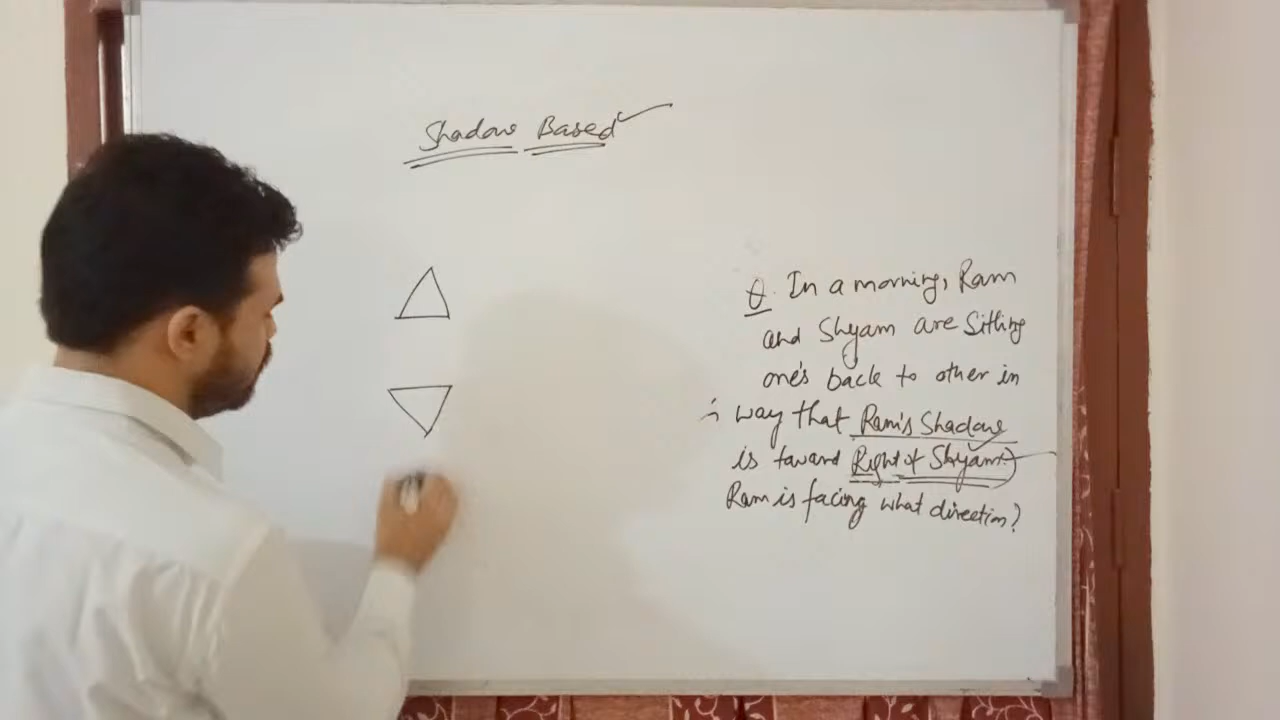 Shadow Based
Q. In a morning, Ram
and Shyam are Sitting
one's back to other in
way that Ram's Shadow
is toward Right of Shyam.
Ram is facing what direction?